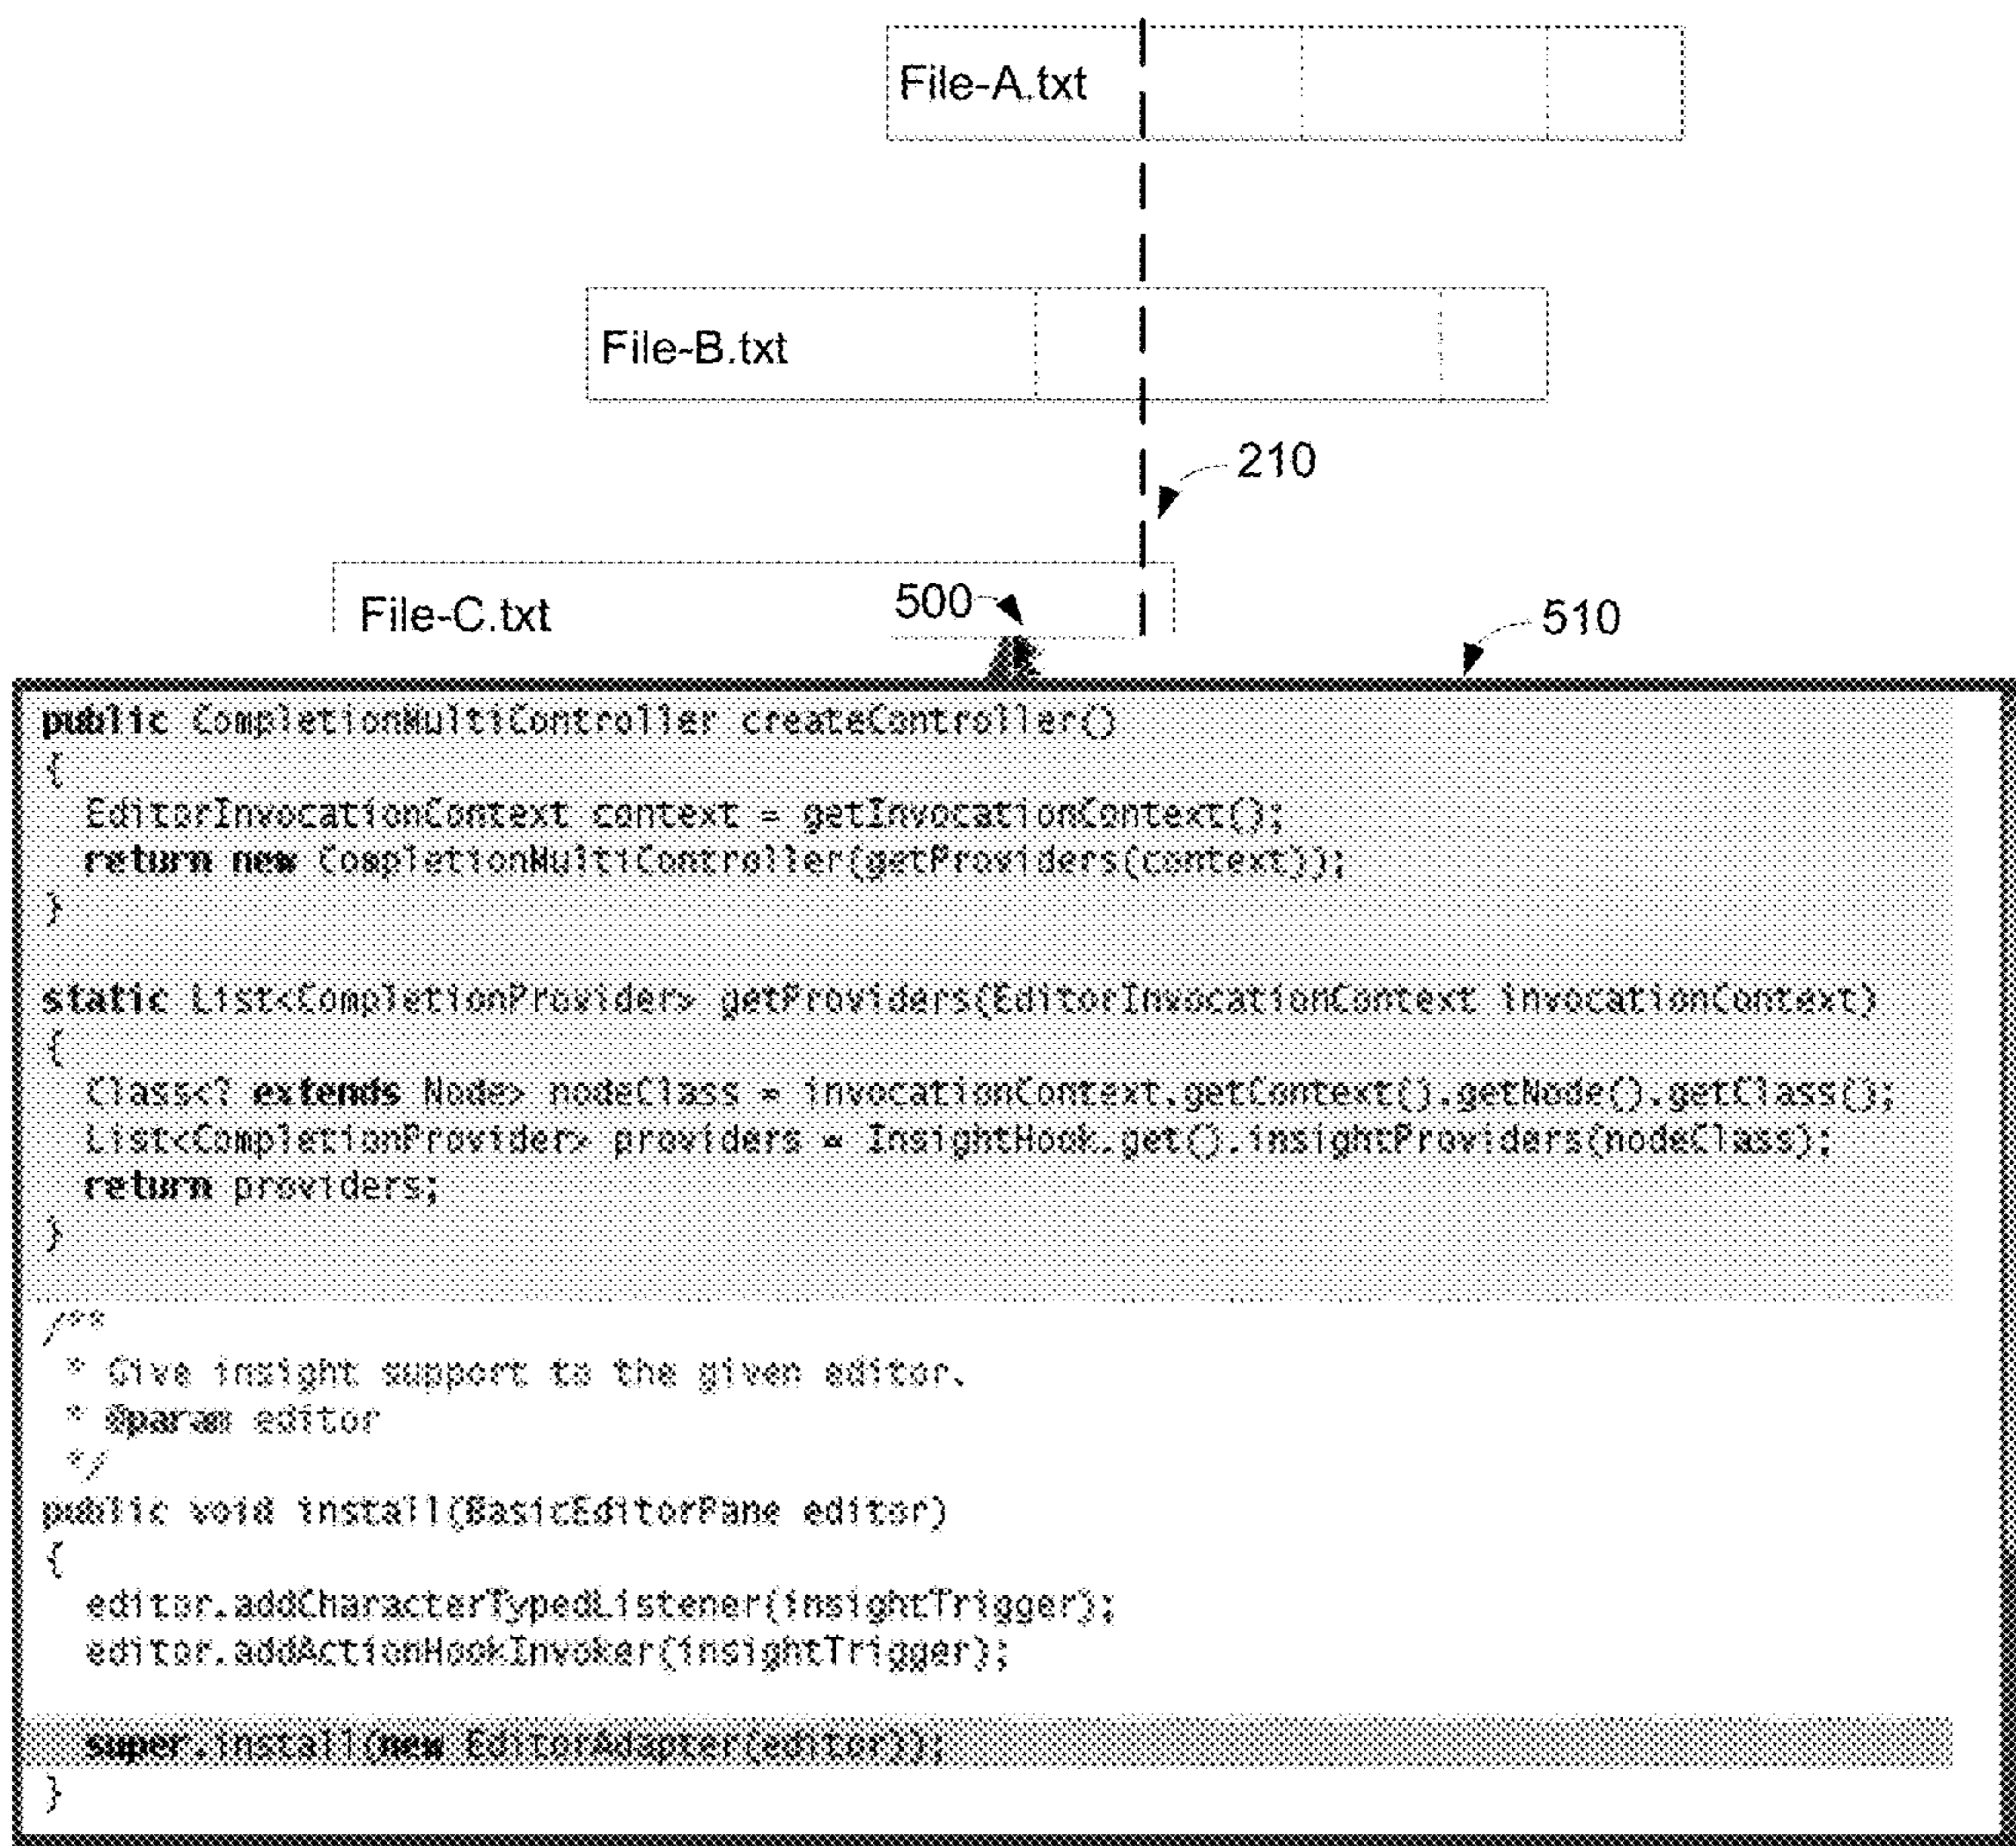 File-A.txt
File-B.txt
210
File-C.txt
500
510
public CompletionMultiController createController()
{
  EditorInvocationContext context = getInvocationContext();
  return new CompletionMultiController(getProviders(context));
}
static List<CompletionProvider> getProviders(EditorInvocationContext invocationContext)
{
  Class<? extends Node> nodeClass = invocationContext.getContext().getNode().getClass();
  List<CompletionProvider> providers = InsightHook.get().insightProviders(nodeClass);
  return providers;
}
/**
 * Give insight support to the given editor.
 * @param editor
 */
public void install(BasicEditorPane editor)
{
  editor.addCharacterTypedListener(insightTrigger);
  editor.addActionHookInvoker(insightTrigger);
  super.install(new EditorAdapter(editor));
}